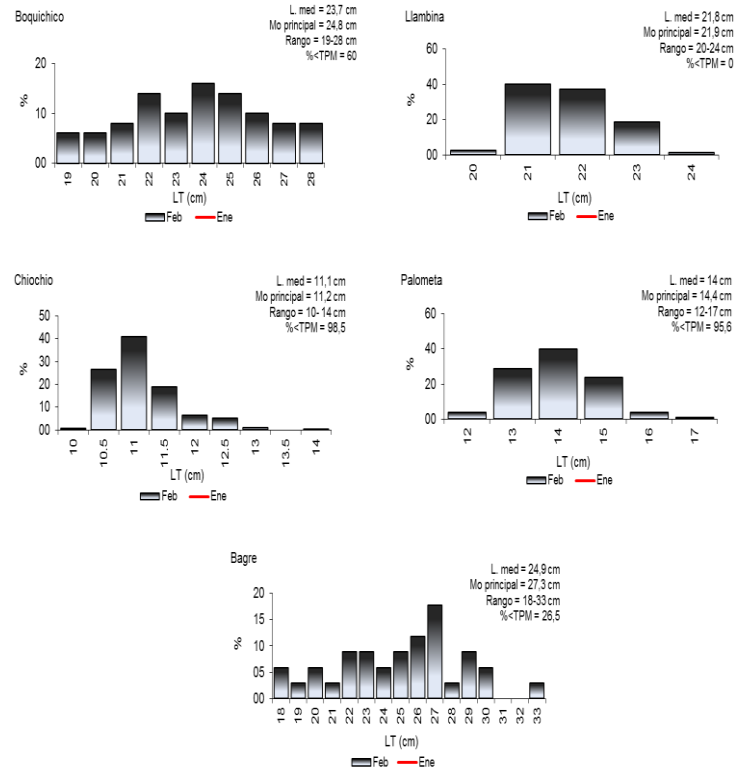 Boquichico
L. med = 23,7 cm
Mo principal = 24,8 cm
Rango = 19-28 cm
%<TPM = 60
20
10
00
%
19 20 21 22 23 24 25 26 27 28
LT (cm)
Feb Ene
Llambina
L. med = 21,8 cm
Mo principal = 21,9 cm
Rango = 20-24 cm
%<TPM = 0
60
40
20
00
%
20 21 22 23 24
LT (cm)
Feb Ene
Chiochio
L. med = 11,1 cm
Mo principal = 11,2 cm
Rango = 10- 14 cm
%<TPM = 98,5
50
40
30
20
10
00
%
10 10.5 11 11.5 12 12.5 13 13.5 14
LT (cm)
Feb Ene
Palometa
L. med = 14 cm
Mo principal = 14,4 cm
Rango = 12-17 cm
%<TPM = 95,6
60
40
20
00
%
12 13 14 15 16 17
LT (cm)
Feb Ene
Bagre
L. med = 24,9 cm
Mo principal = 27,3 cm
Rango = 18-33 cm
%<TPM = 26,5
20
15
10
05
00
%
18 19 20 21 22 23 24 25 26 27 28 29 30 31 32 33
LT (cm)
Feb Ene